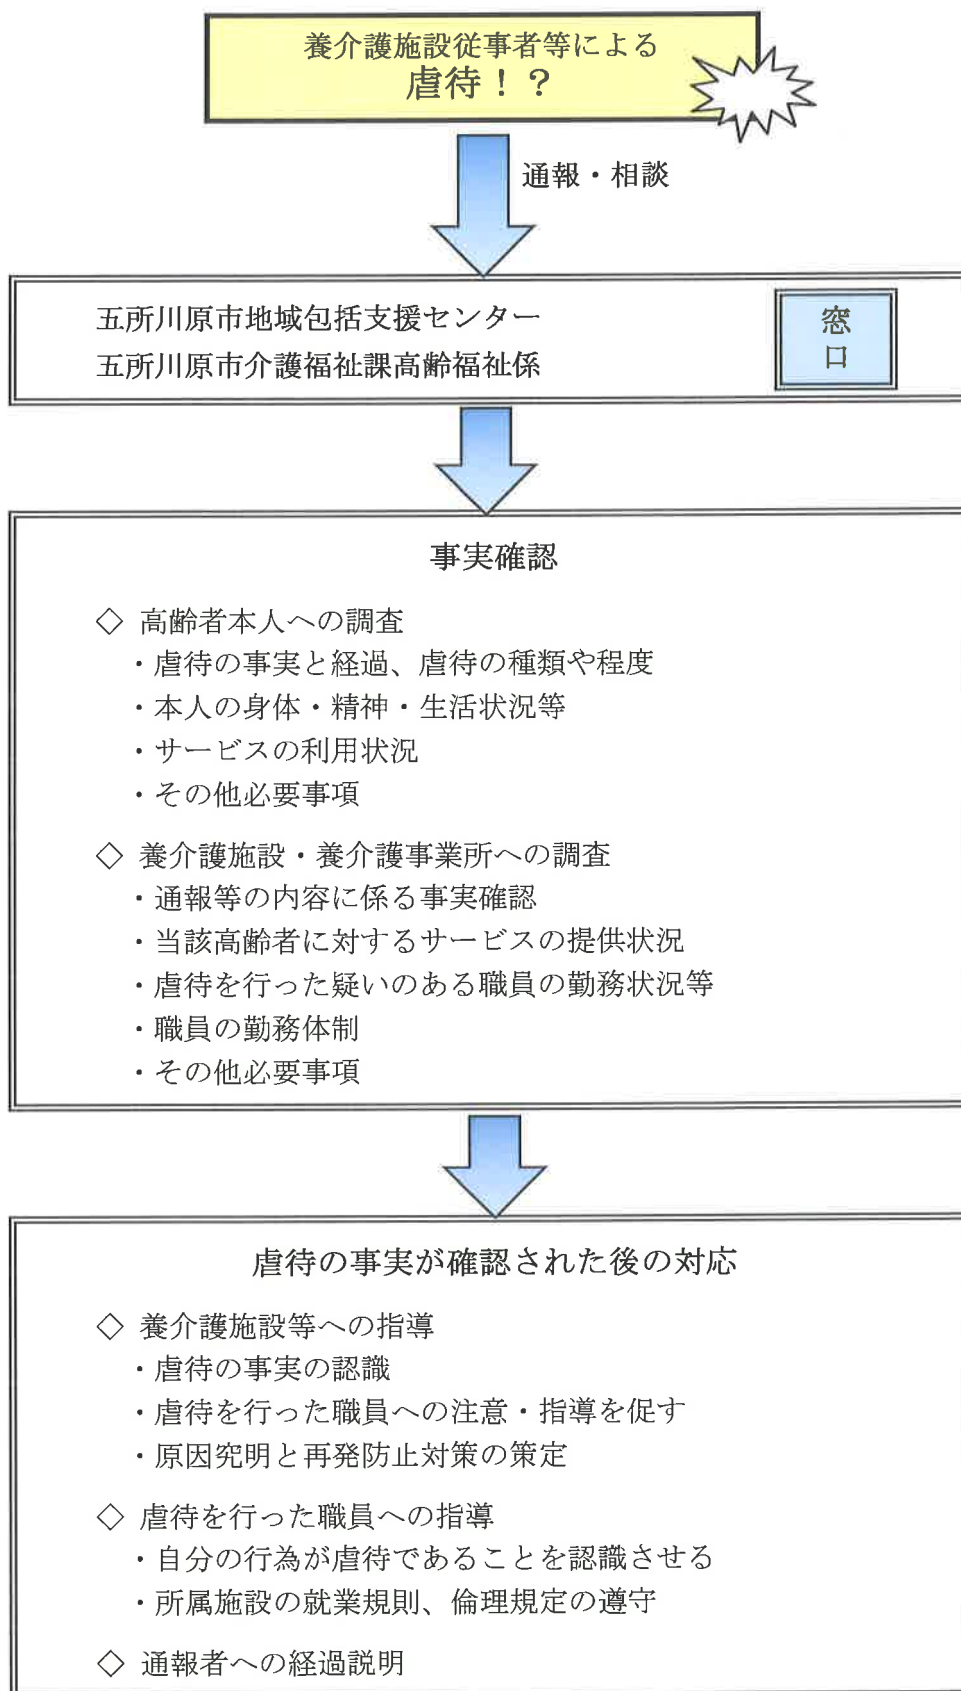 養介護施設従事者等による
虐待！？
通報・相談
五所川原市地域包括支援センター
五所川原市介護福祉課高齢福祉係
窓
口
事実確認
◇ 高齢者本人への調査
・虐待の事実と経過、虐待の種類や程度
・本人の身体・精神・生活状況等
・サービスの利用状況
・その他必要事項
◇ 養介護施設・養介護事業所への調査
・通報等の内容に係る事実確認
・当該高齢者に対するサービスの提供状況
・虐待を行った疑いのある職員の勤務状況等
・職員の勤務体制
・その他必要事項
虐待の事実が確認された後の対応
◇ 養介護施設等への指導
・虐待の事実の認識
・虐待を行った職員への注意・指導を促す
・原因究明と再発防止対策の策定
◇ 虐待を行った職員への指導
・自分の行為が虐待であることを認識させる
・所属施設の就業規則、倫理規定の遵守
◇ 通報者への経過説明